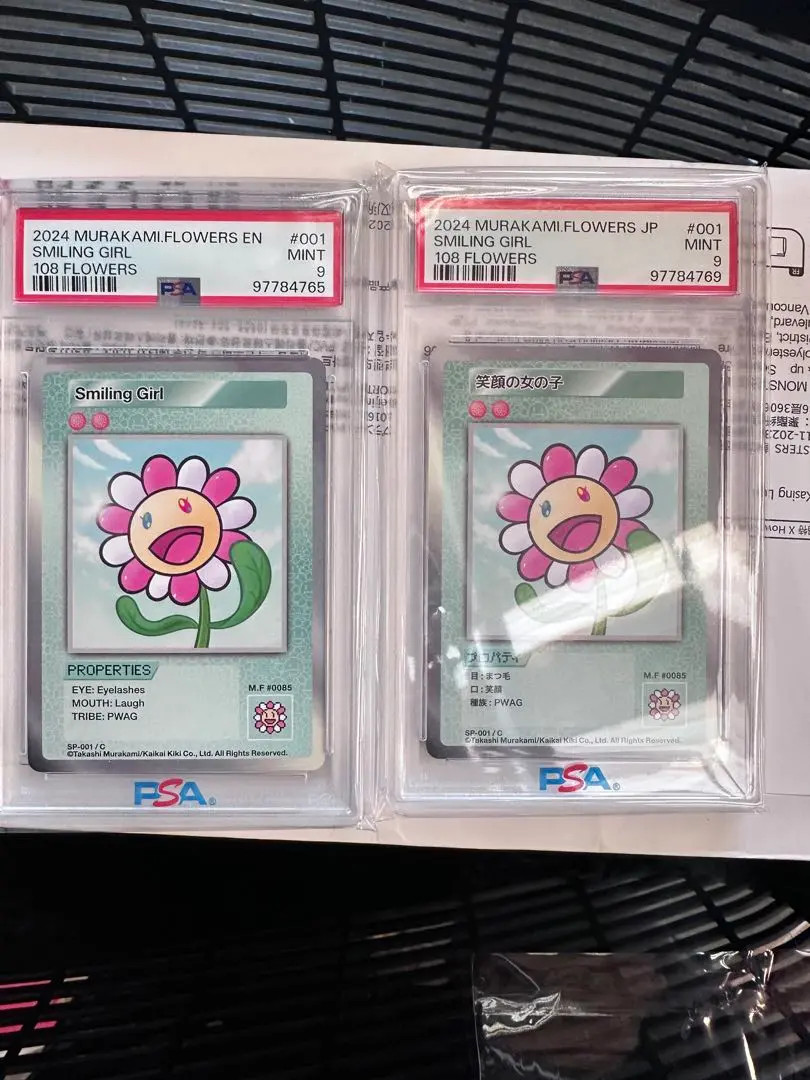 2024 MURAKAMI.FLOWERS EN #001
SMILING GIRL MINT
108 FLOWERS 9
PSA 97784765
Smiling Girl
PROPERTIES
EYE: Eyelashes
MOUTH: Laugh
TRIBE: PWAG
M.F #0085
SP-001 / C
©Takashi Murakami/Kaikai Kiki Co., Ltd. All Rights Reserved.
PSA®
2024 MURAKAMI.FLOWERS JP #001
SMILING GIRL MINT
108 FLOWERS 9
PSA 97784769
笑顔の女の子
プロパティ
目 : まつ毛
口 : 笑顔
種族 : PWAG
M.F #0085
SP-001 / C
©Takashi Murakami/Kaikai Kiki Co., Ltd. All Rights Reserved.
PSA®
FR